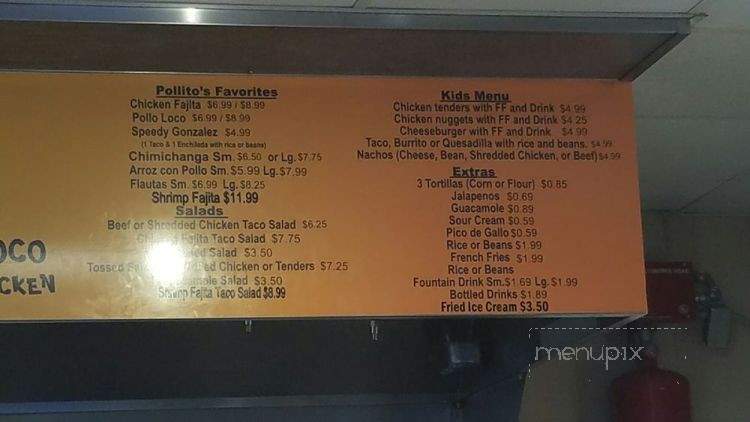 Pollito's Favorites
Chicken Fajita $6.99 / $8.99
Pollo Loco $6.99 / $8.99
Speedy Gonzalez $4.99
(1 Taco & 1 Enchilada with rice or beans)
Chimichanga Sm. $6.50 or Lg. $7.75
Arroz con Pollo Sm. $5.99 Lg. $7.99
Flautas Sm. $6.99 Lg. $8.25
Shrimp Fajita $11.99
Salads
Beef or Shredded Chicken Taco Salad $6.25
Fajita Taco Salad $7.75
Salad $3.50
Tossed Chicken or Tenders $7.25
Salad $3.50
Shrimp Fajita Taco Salad $8.99
Kids Menu
Chicken tenders with FF and Drink $4.99
Chicken nuggets with FF and Drink $4.25
Cheeseburger with FF and Drink $4.99
Taco, Burrito or Quesadilla with rice and beans. $4.99
Nachos (Cheese, Bean, Shredded Chicken, or Beef) $4.99
Extras
3 Tortillas (Corn or Flour) $0.85
Jalapenos $0.69
Guacamole $0.89
Sour Cream $0.59
Pico de Gallo $0.59
Rice or Beans $1.99
French Fries $1.99
Rice or Beans
Fountain Drink Sm. $1.69 Lg. $1.99
Bottled Drinks $1.89
Fried Ice Cream $3.50
OCO
CKEN
menupix